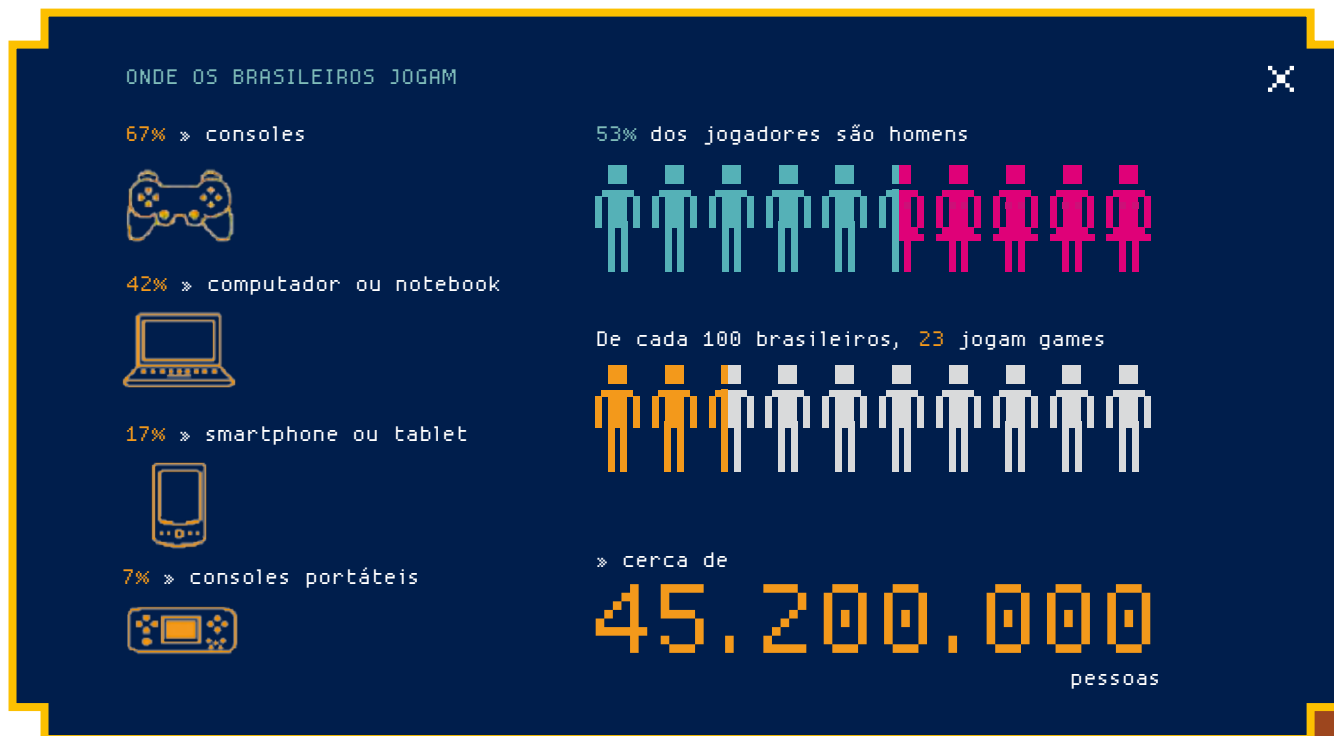 ONDE OS BRASILEIROS JOGAM
67% » consoles
42% » computador ou notebook
17% » smartphone ou tablet
7% » consoles portáteis
53% dos jogadores são homens
De cada 100 brasileiros, 23 jogam games
» cerca de
45.200.000
pessoas